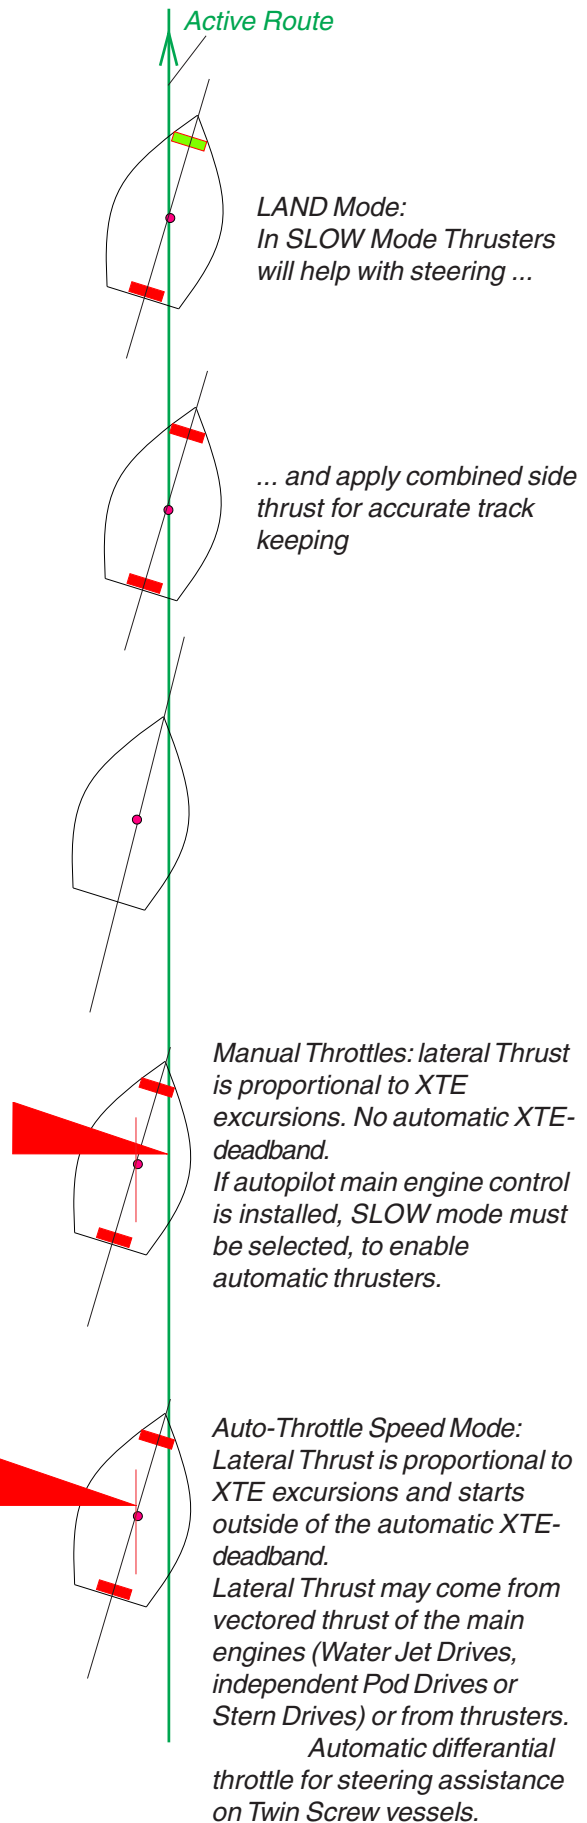 Active Route
LAND Mode:
In SLOW Mode Thrusters
will help with steering ...
... and apply combined side
thrust for accurate track
keeping
Manual Throttles: lateral Thrust
is proportional to XTE
excursions. No automatic XTE-
deadband.
If autopilot main engine control
is installed, SLOW mode must
be selected, to enable
automatic thrusters.
Auto-Throttle Speed Mode:
Lateral Thrust is proportional to
XTE excursions and starts
outside of the automatic XTE-
deadband.
Lateral Thrust may come from
vectored thrust of the main
engines (Water Jet Drives,
independent Pod Drives or
Stern Drives) or from thrusters.
Automatic differantial
throttle for steering assistance
on Twin Screw vessels.